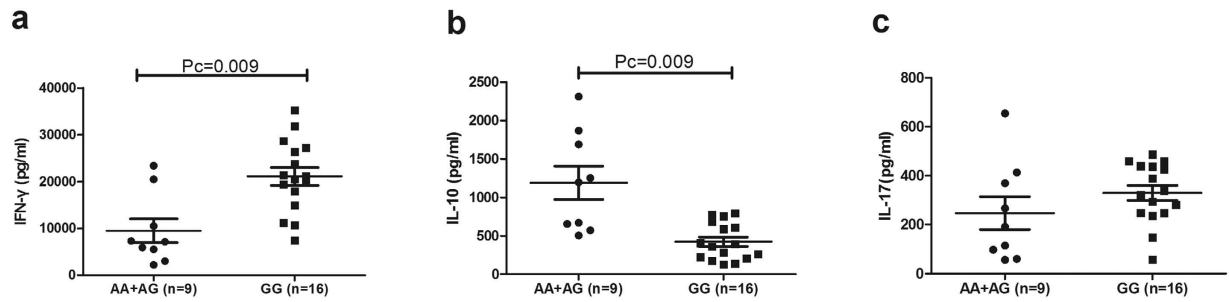 a
Pc=0.009
IFN-γ (pg/ml)
40000
30000
20000
10000
0
AA+AG (n=9)
GG (n=16)
b
Pc=0.009
IL-10 (pg/ml)
2500
2000
1500
1000
500
0
AA+AG (n=9)
GG (n=16)
c
IL-17(pg/ml)
800
600
400
200
0
AA+AG (n=9)
GG (n=16)